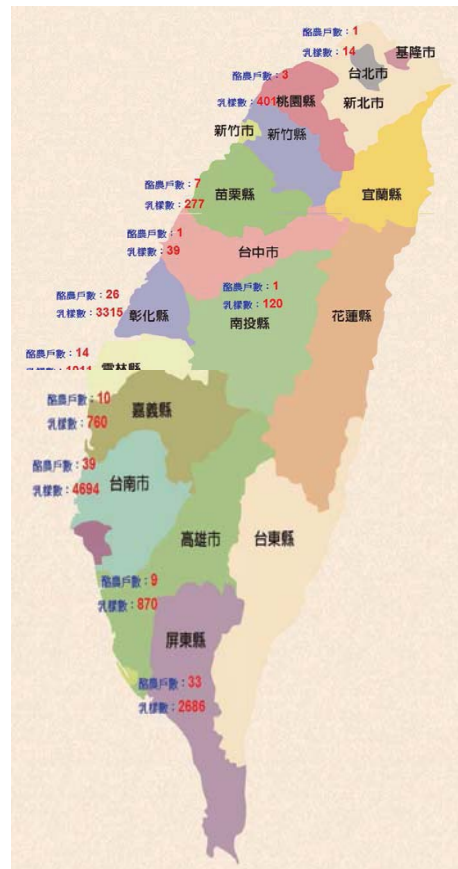 酪農戶數：1
乳樣數：14
基隆市
台北市
新北市
酪農戶數：3
乳樣數：401
桃園縣
新竹市
新竹縣
酪農戶數：7
乳樣數：277
苗栗縣
宜蘭縣
酪農戶數：1
乳樣數：39
台中市
酪農戶數：26
乳樣數：3315
彰化縣
酪農戶數：1
乳樣數：120
南投縣
花蓮縣
酪農戶數：14
酪農戶數：10
乳樣數：760
嘉義縣
酪農戶數：39
乳樣數：4694
台南市
高雄市
台東縣
酪農戶數：9
乳樣數：870
屏東縣
酪農戶數：33
乳樣數：2686